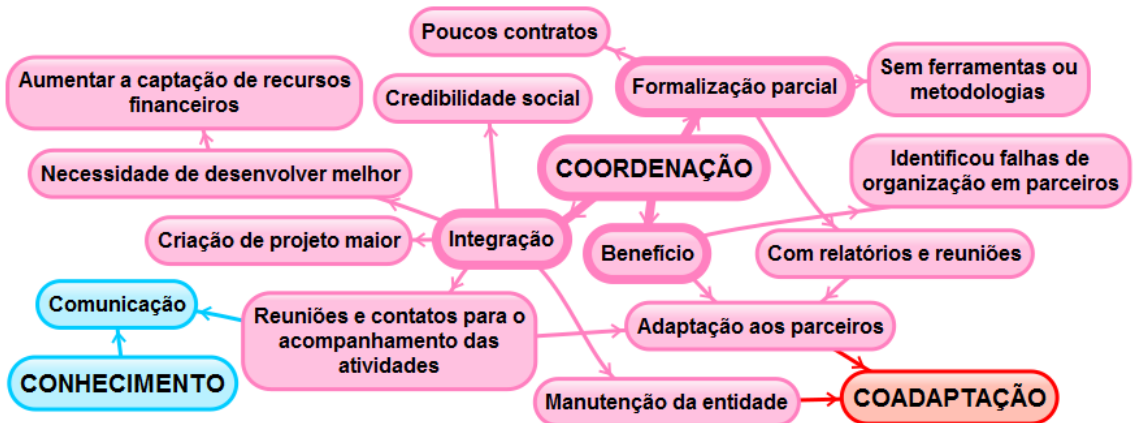 Poucos contratos
Aumentar a captação de recursos
financeiros
Credibilidade social
Formalização parcial
Sem ferramentas ou
metodologias
Necessidade de desenvolver melhor
COORDENAÇÃO
Identificou falhas de
organização em parceiros
Criação de projeto maior
Integração
Benefício
Com relatórios e reuniões
Comunicação
Reuniões e contatos para o
acompanhamento das
atividades
Adaptação aos parceiros
CONHECIMENTO
Manutenção da entidade
COADAPTAÇÃO